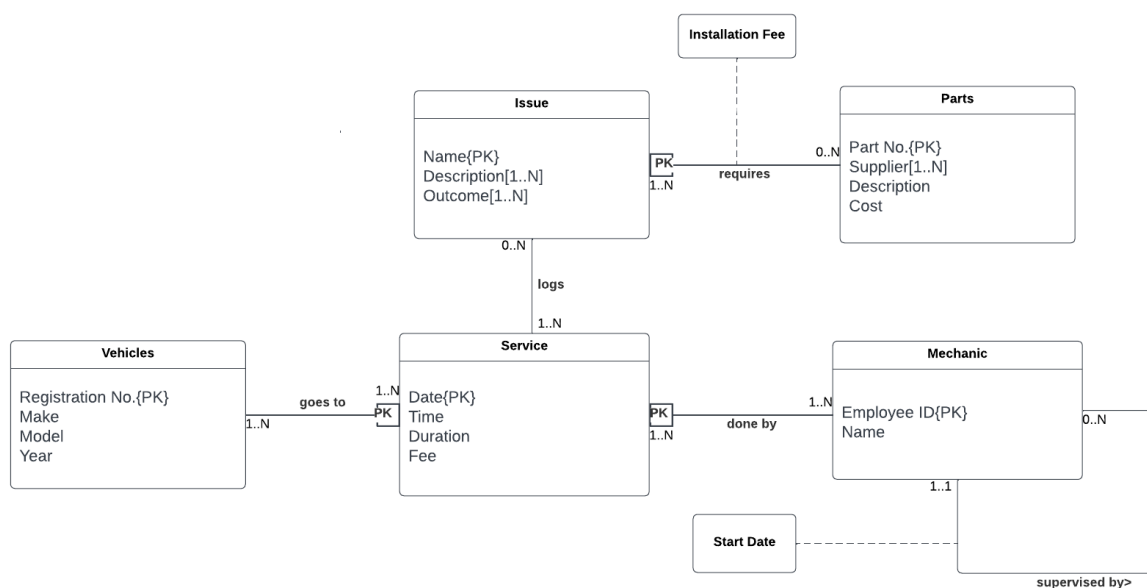 Installation Fee
Issue
Name{PK}
Description[1..N]
Outcome[1..N]
PK
1..N
requires
0..N
Parts
Part No.{PK}
Supplier[1..N]
Description
Cost
0..N
logs
1..N
Vehicles
Registration No.{PK}
Make
Model
Year
1..N
goes to
1..N
PK
Service
Date{PK}
Time
Duration
Fee
PK
1..N
done by
1..N
Mechanic
Employee ID{PK}
Name
0..N
1..1
Start Date
supervised by>